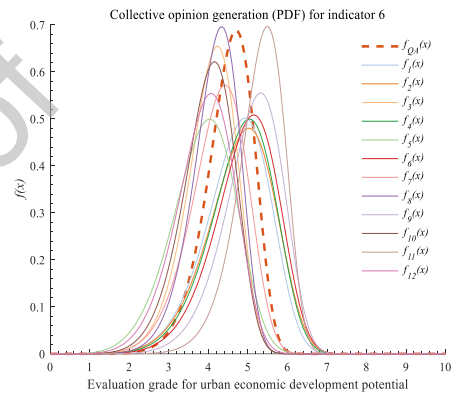 Collective opinion generation (PDF) for indicator 6
0.7
0.6
0.5
0.4
0.3
0.2
0.1
0
f(x)
0 1 2 3 4 5 6 7 8 9 10
Evaluation grade for urban economic development potential
f_QA(x)
f_1(x)
f_2(x)
f_3(x)
f_4(x)
f_5(x)
f_6(x)
f_7(x)
f_8(x)
f_9(x)
f_10(x)
f_11(x)
f_12(x)